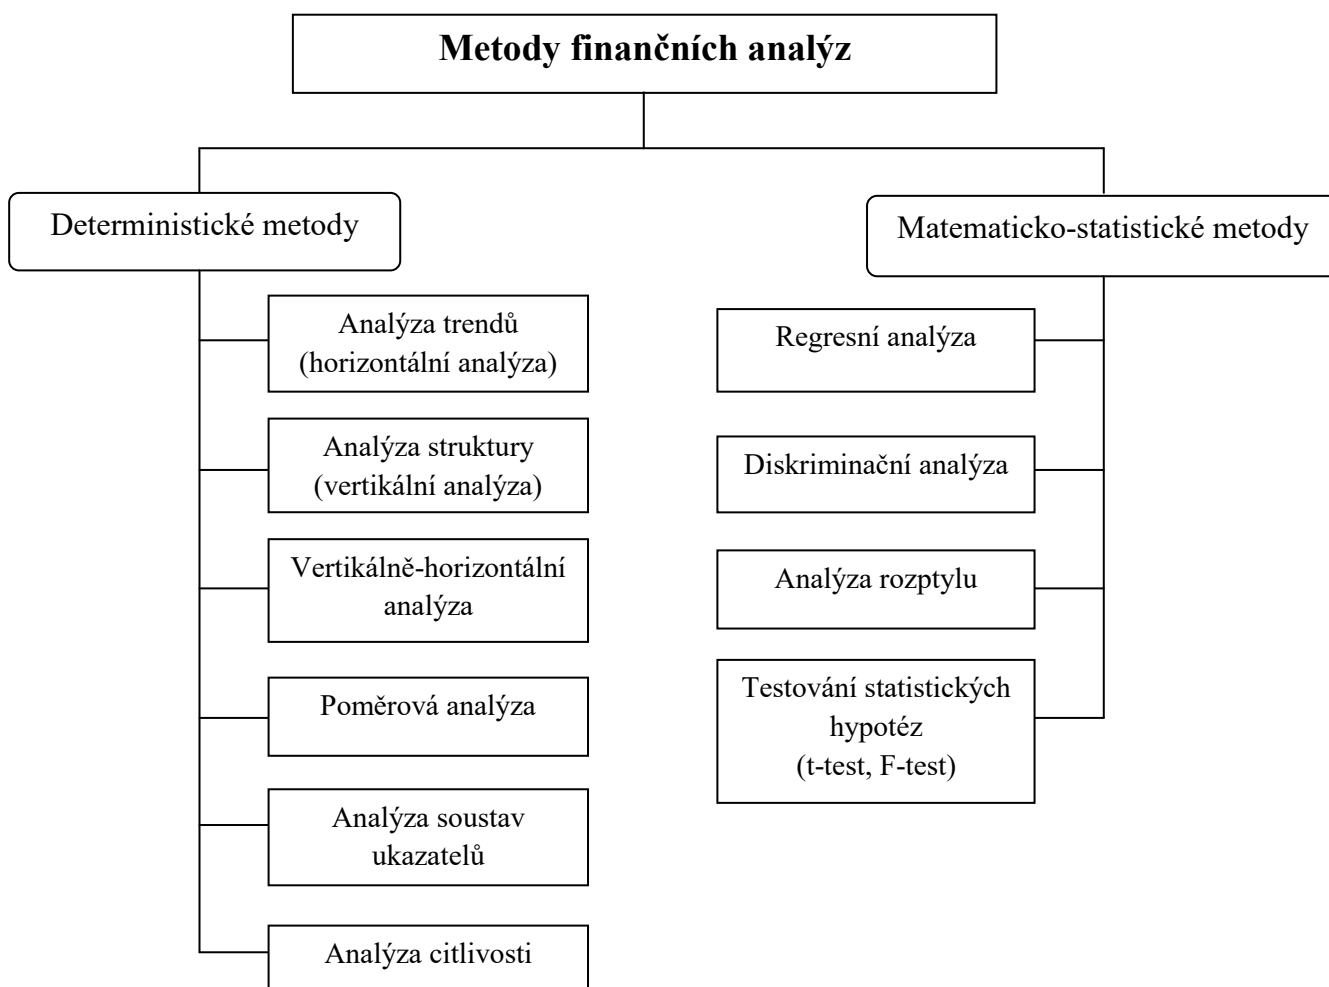 Metody finančních analýz
Deterministické metody
Matematicko-statistické metody
Analýza trendů
(horizontální analýza)
Analýza struktury
(vertikální analýza)
Vertikálně-horizontální
analýza
Poměrová analýza
Analýza soustav
ukazatelů
Analýza citlivosti
Regresní analýza
Diskriminační analýza
Analýza rozptylu
Testování statistických
hypotéz
(t-test, F-test)